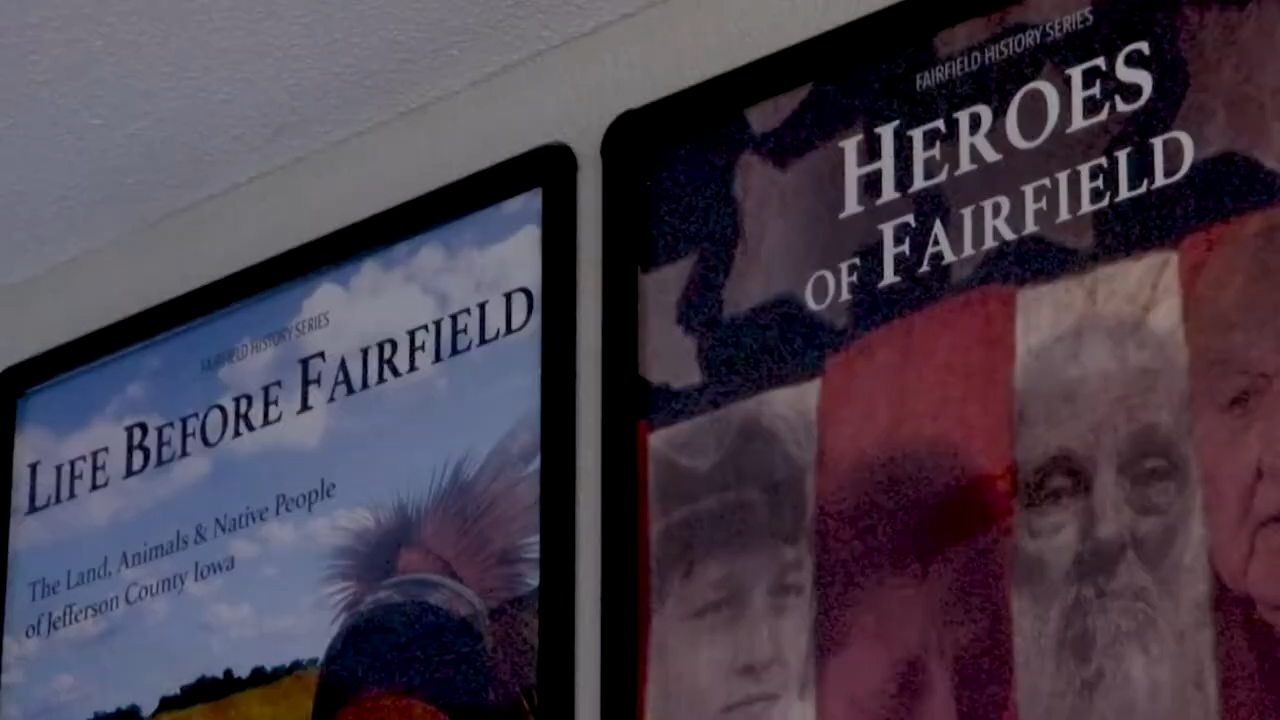 FAIRFIELD HISTORY SERIES
LIFE BEFORE FAIRFIELD
The Land, Animals & Native People
of Jefferson County Iowa
FAIRFIELD HISTORY SERIES
HEROES
OF FAIRFIELD